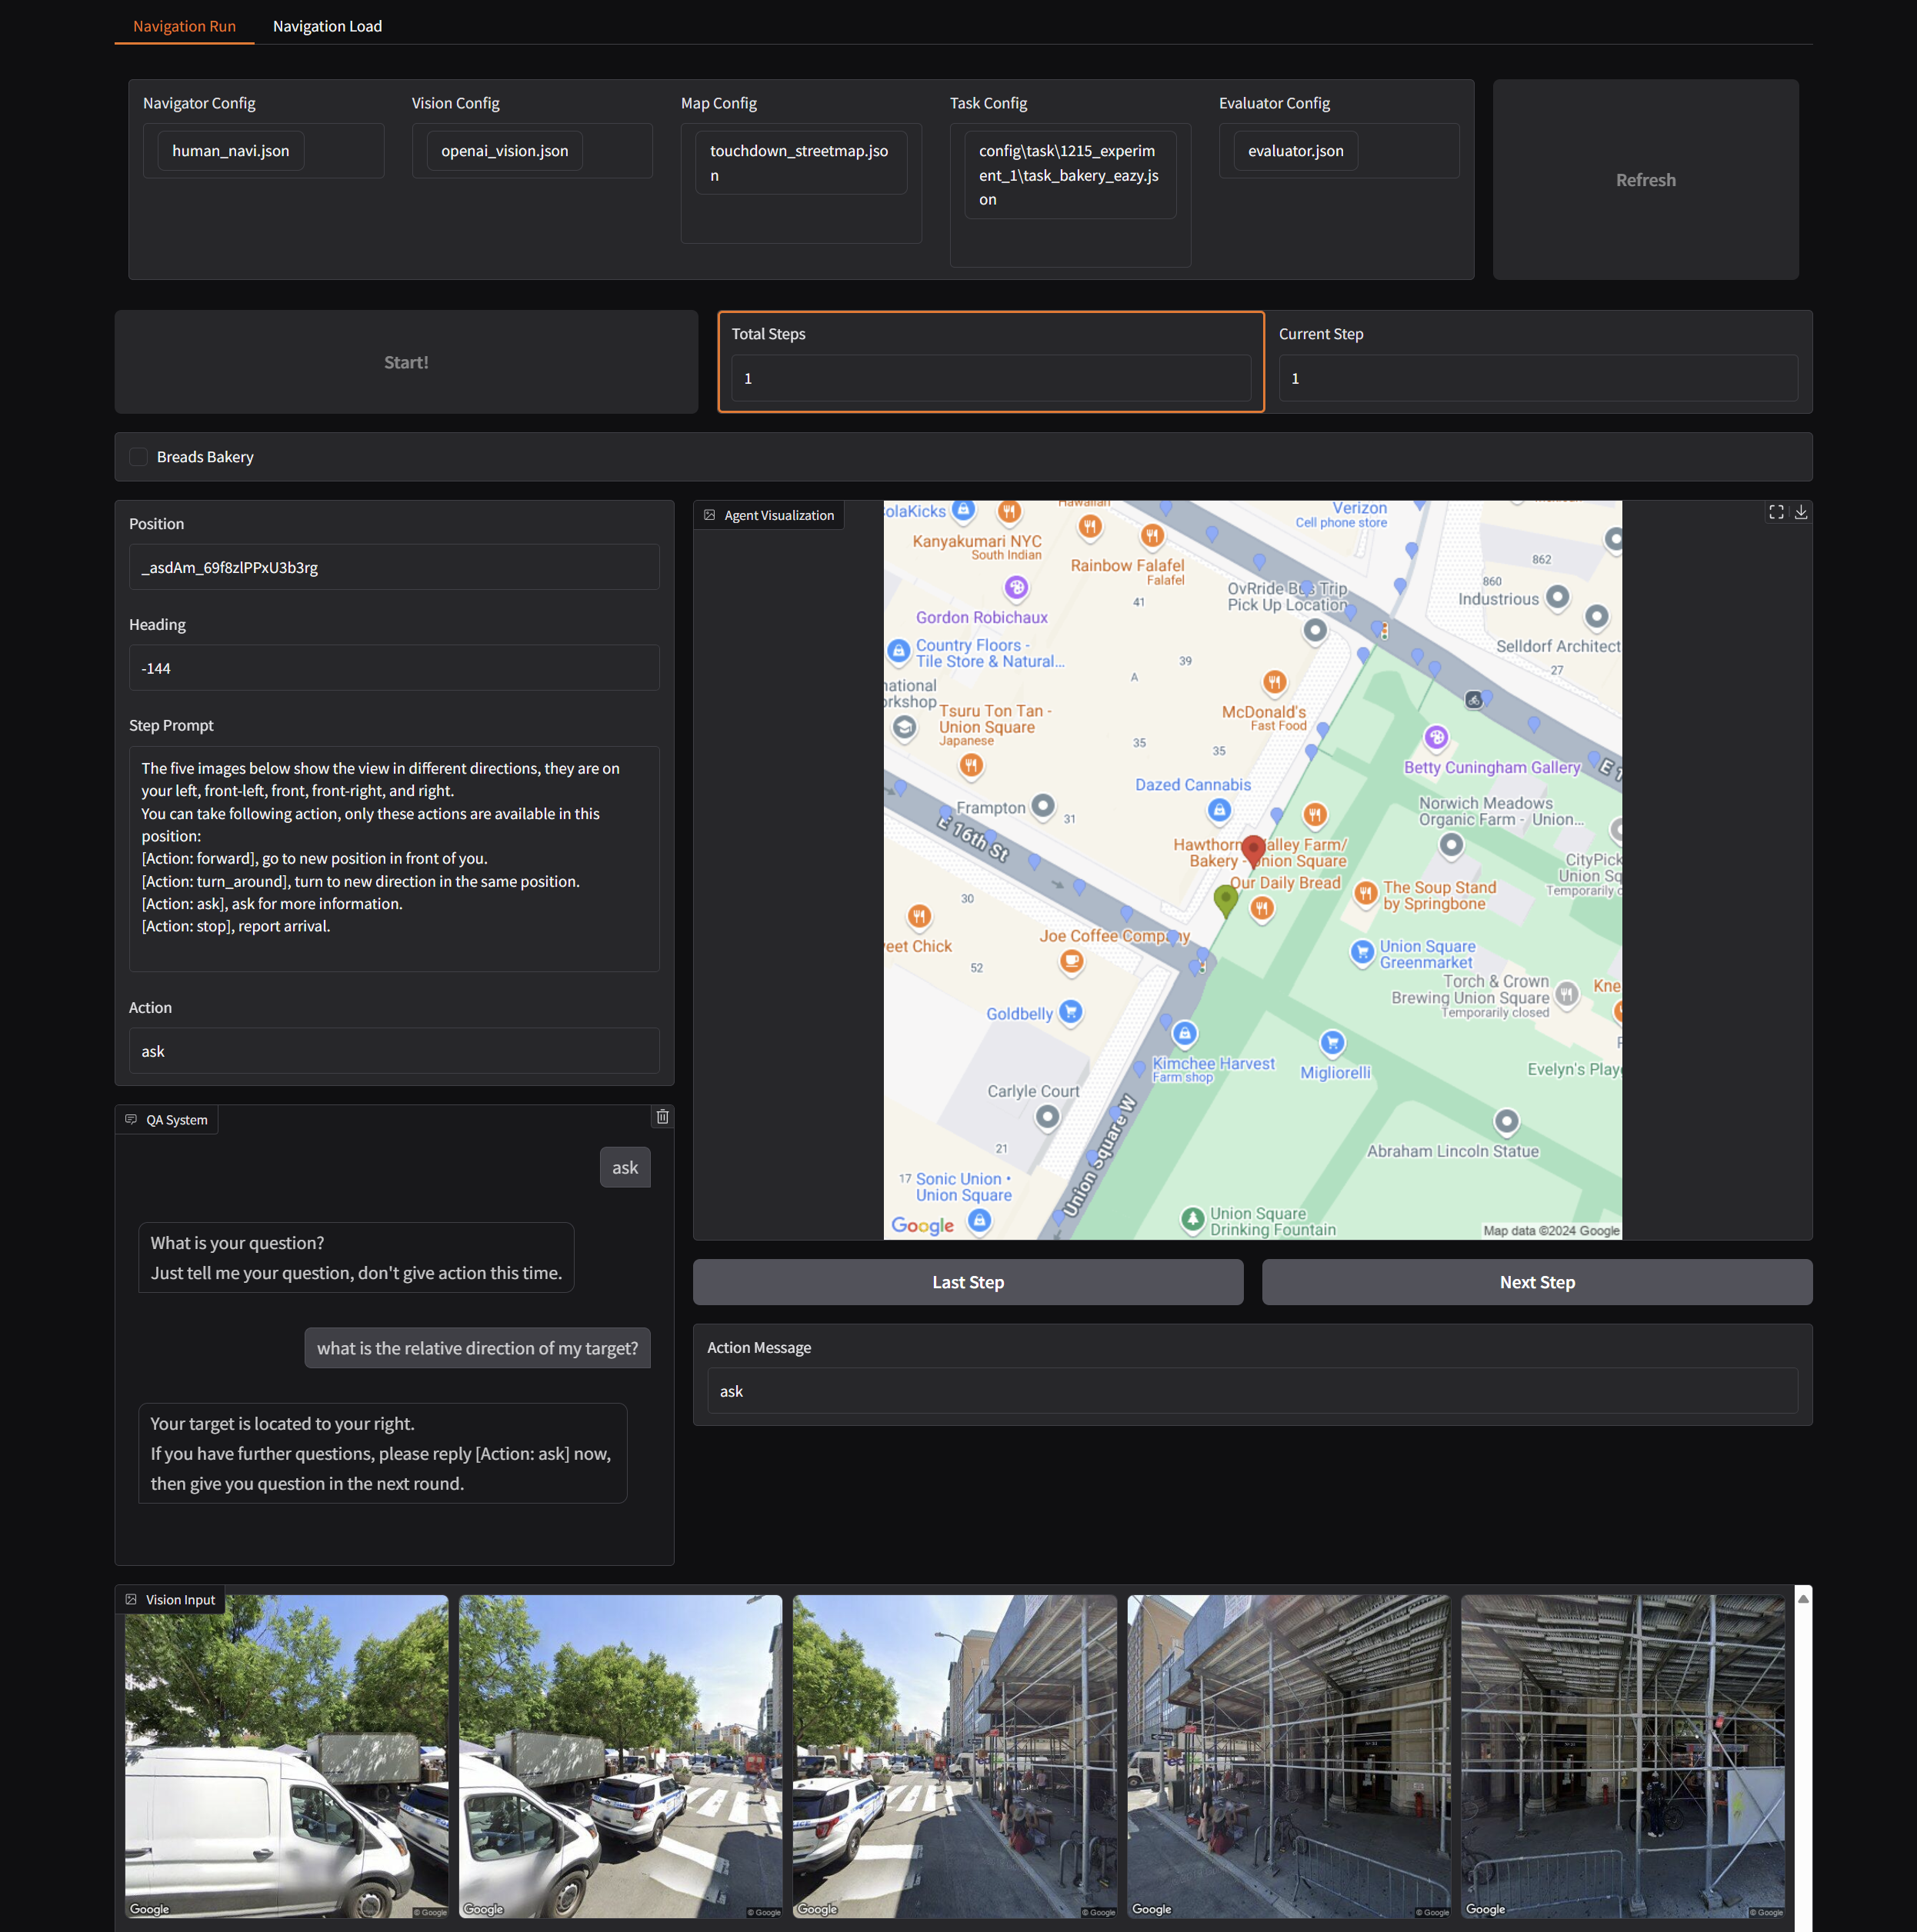 Navigation Run
Navigation Load
Navigator Config
human_navi.json
Vision Config
openai_vision.json
Map Config
touchdown_streetmap.jso
n
Task Config
config\task\1215_experim
ent_1\task_bakery_eazy.js
on
Evaluator Config
evaluator.json
Refresh
Start!
Total Steps
1
Current Step
1
Breads Bakery
Position
_asdAm_69f8zlPPxU3b3rg
Heading
-144
Step Prompt
The five images below show the view in different directions, they are on
your left, front-left, front, front-right, and right.
You can take following action, only these actions are available in this
position:
[Action: forward], go to new position in front of you.
[Action: turn_around], turn to new direction in the same position.
[Action: ask], ask for more information.
[Action: stop], report arrival.
Action
ask
QA System
ask
What is your question?
Just tell me your question, don't give action this time.
what is the relative direction of my target?
Your target is located to your right.
If you have further questions, please reply [Action: ask] now,
then give you question in the next round.
Agent Visualization
olaKicks
Hawaiian
Verizon
Cell phone store
Kanyakumari NYC
South Indian
Rainbow Falafel
Falafel
862
860
OvRride Bus Trip
Pick Up Location
Industrious
41
Gordon Robichaux
Selldorf Architect
27
Country Floors -
Tile Store & Natural...
39
A
national
orkshop
Tsuru Ton Tan -
Union Square
Japanese
McDonald's
Fast Food
35
35
Betty Cuningham Gallery
E 1
Dazed Cannabis
Frampton
31
Norwich Meadows
Organic Farm - Union...
E 16th St
Hawthorne Valley Farm/
Bakery - Union Square
Our Daily Bread
CityPick
Union Sq
Temporarily c
The Soup Stand
by Springbone
30
eet Chick
Joe Coffee Company
52
Union Square
Greenmarket
Torch & Crown
Brewing Union Square
Temporarily closed
Kne
Goldbelly
Kimchee Harvest
Farm shop
Migliorelli
Evelyn's Play
Carlyle Court
21
Union Square W
Abraham Lincoln Statue
17
Sonic Union •
Union Square
Union Square
Drinking Fountain
Google
Map data ©2024 Google
Last Step
Next Step
Action Message
ask
Vision Input
Google
© Google
Google
© Google
Google
© Google
Google
© Google
Google
© Google